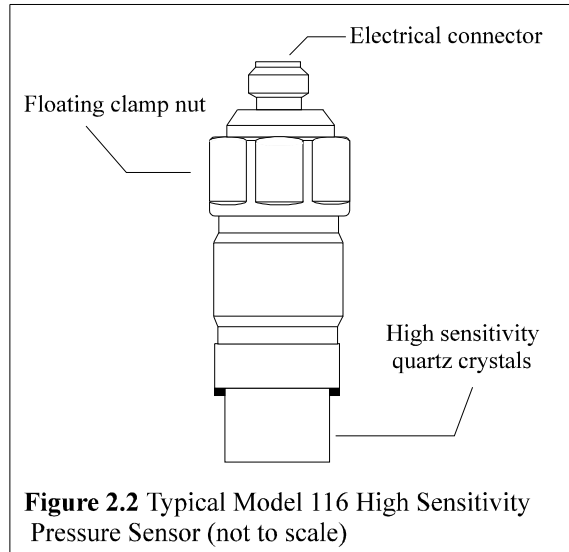 Electrical connector
Floating clamp nut
High sensitivity
quartz crystals
Figure 2.2 Typical Model 116 High Sensitivity
Pressure Sensor (not to scale)